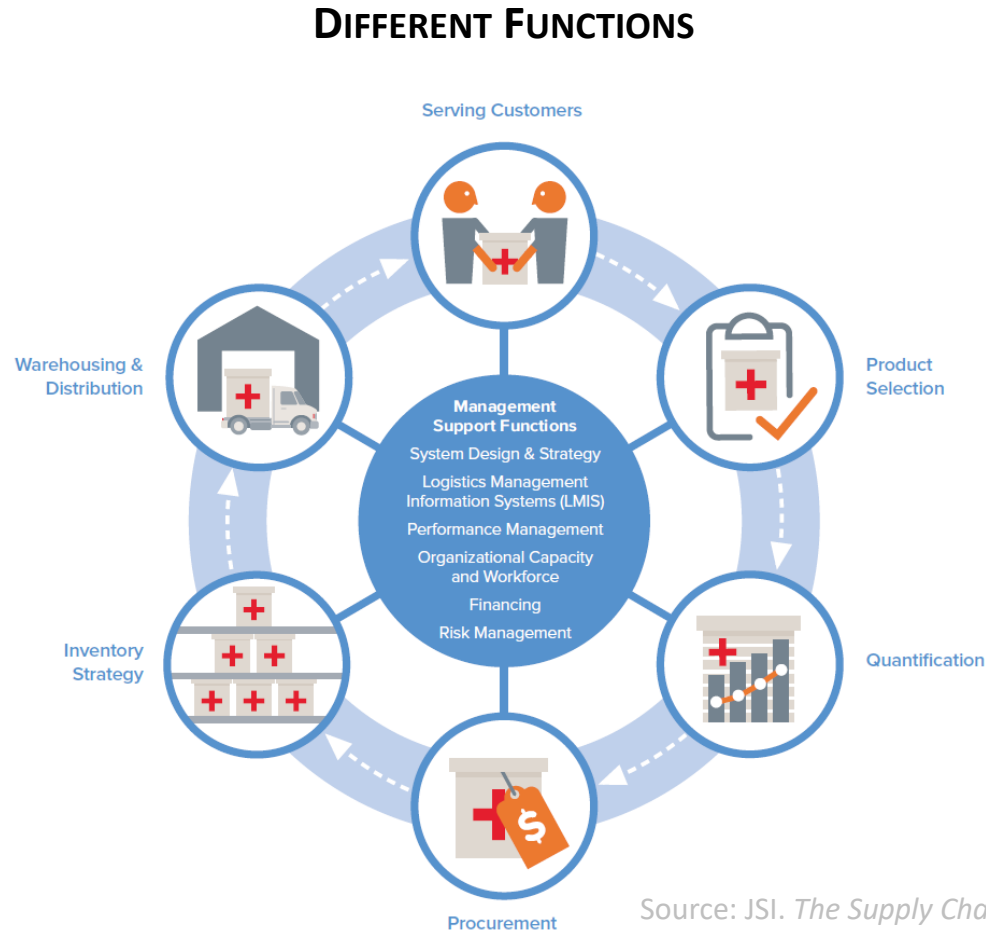 DIFFERENT FUNCTIONS
Serving Customers
Product
Selection
Quantification
Procurement
Inventory
Strategy
Warehousing &
Distribution
Management
Support Functions
System Design & Strategy
Logistics Management
Information Systems (LMIS)
Performance Management
Organizational Capacity
and Workforce
Financing
Risk Management
$
Source: JSI. The Supply